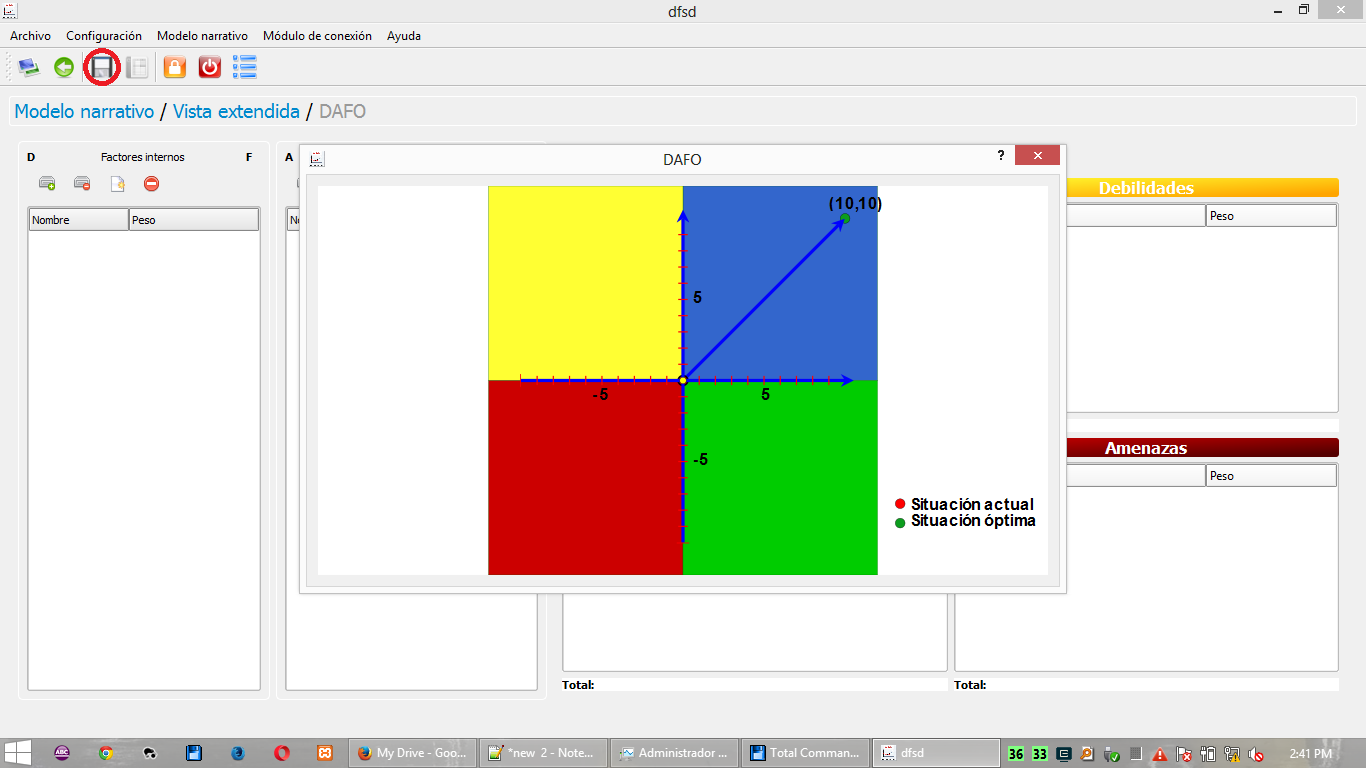 dfsd
Archivo Configuración Modelo narrativo Módulo de conexión Ayuda
Modelo narrativo / Vista extendida / DAFO
D Factores internos F
A
Nombre Peso
DAFO
?
(10,10)
5
-5 5
-5
Situación actual
Situación óptima
Debilidades
Peso
Amenazas
Peso
Total: Total:
ABC
My Drive - Goo...
*new 2 - Note...
Administrador ...
Total Comman...
dfsd
36 33
2:41 PM